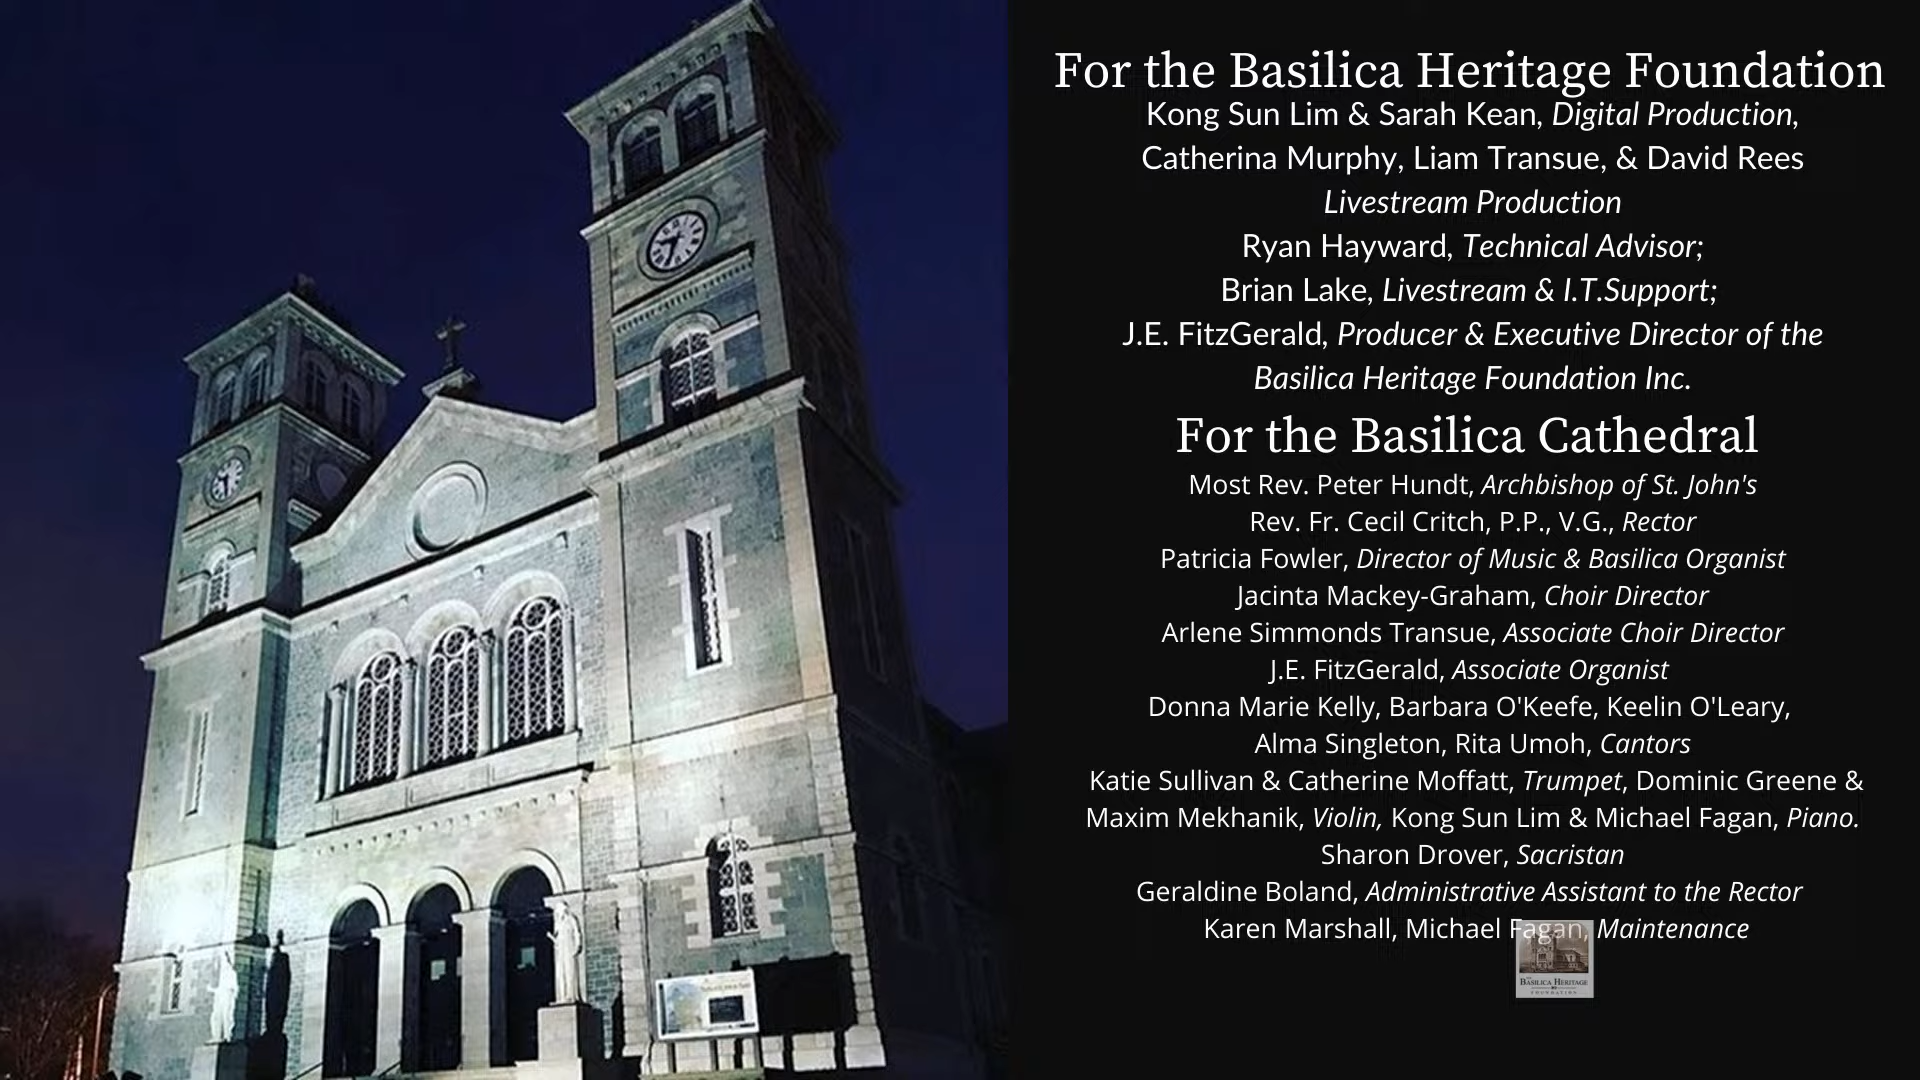 For the Basilica Heritage Foundation
Kong Sun Lim & Sarah Kean, Digital Production,
Catherina Murphy, Liam Transue, & David Rees
Livestream Production
Ryan Hayward, Technical Advisor;
Brian Lake, Livestream & I.T.Support;
J.E. FitzGerald, Producer & Executive Director of the
Basilica Heritage Foundation Inc.
For the Basilica Cathedral
Most Rev. Peter Hundt, Archbishop of St. John's
Rev. Fr. Cecil Critch, P.P., V.G., Rector
Patricia Fowler, Director of Music & Basilica Organist
Jacinta Mackey-Graham, Choir Director
Arlene Simmonds Transue, Associate Choir Director
J.E. FitzGerald, Associate Organist
Donna Marie Kelly, Barbara O'Keefe, Keelin O'Leary,
Alma Singleton, Rita Umoh, Cantors
Katie Sullivan & Catherine Moffatt, Trumpet, Dominic Greene &
Maxim Mekhanik, Violin, Kong Sun Lim & Michael Fagan, Piano.
Sharon Drover, Sacristan
Geraldine Boland, Administrative Assistant to the Rector
Karen Marshall, Michael Fagan, Maintenance
BASILICA HERITAGE
FOUNDATION